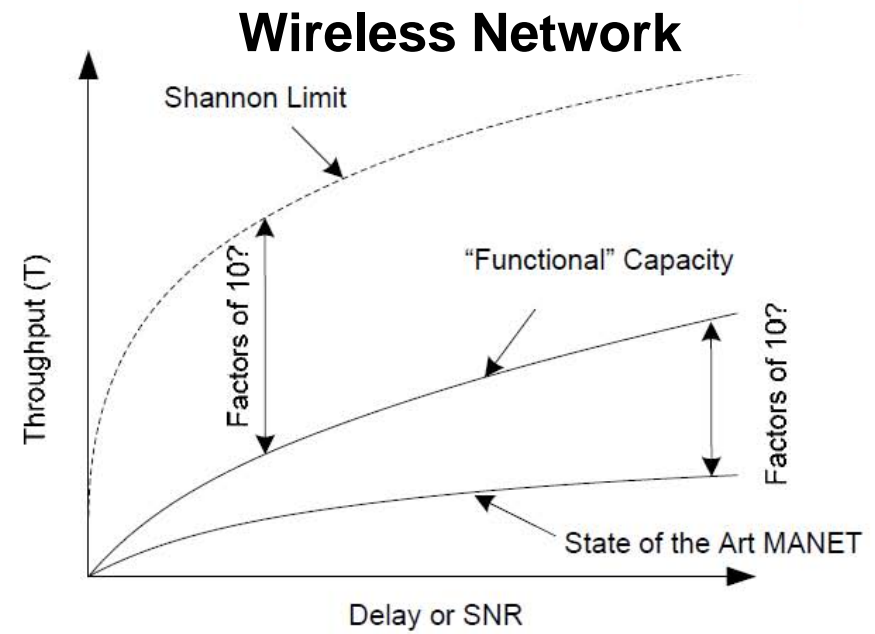 Wireless Network
Shannon Limit
“Functional” Capacity
Factors of 10?
Factors of 10?
Throughput (T)
State of the Art MANET
Delay or SNR